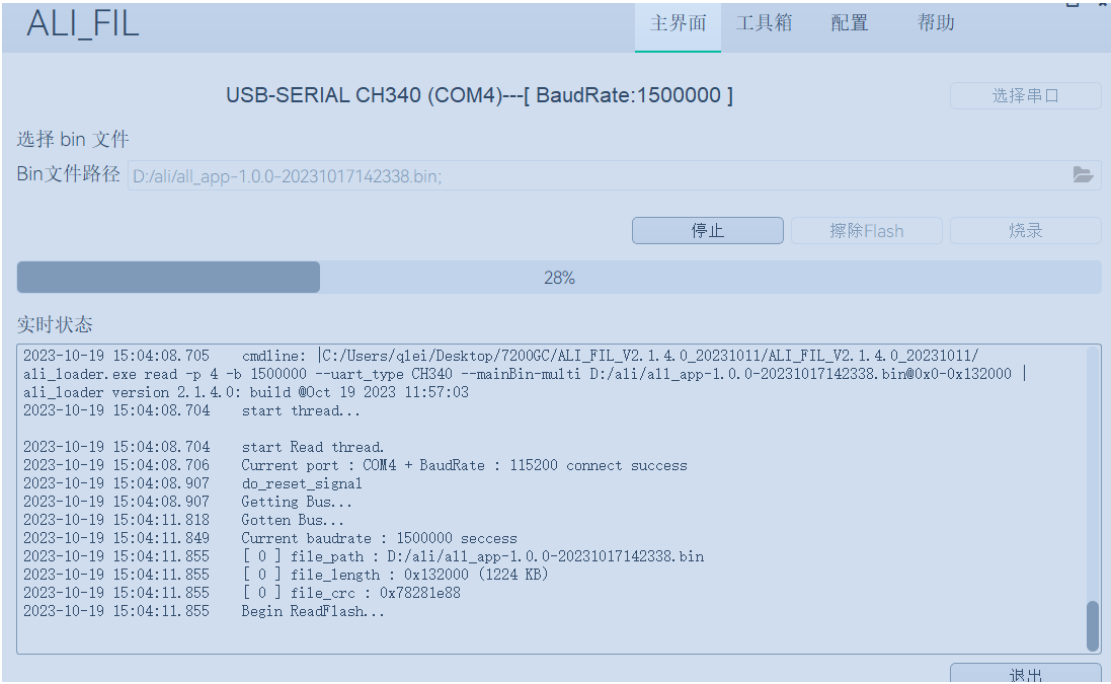 ALI_FIL
主界面 工具箱 配置 帮助
USB-SERIAL CH340 (COM4)---[ BaudRate:1500000 ]
选择串口
选择 bin 文件
Bin文件路径 D:/ali/all_app-1.0.0-20231017142338.bin;
停止 擦除Flash 烧录
28%
实时状态
2023-10-19 15:04:08.705 cmdline: |C:/Users/qlei/Desktop/7200GC/ALI_FIL_V2.1.4.0_20231011/ALI_FIL_V2.1.4.0_20231011/
ali_loader.exe read -p 4 -b 1500000 --uart_type CH340 --mainBin-multi D:/ali/all_app-1.0.0-20231017142338.bin@0x0-0x132000 |
ali_loader version 2.1.4.0: build @Oct 19 2023 11:57:03
2023-10-19 15:04:08.704 start thread...
2023-10-19 15:04:08.704 start Read thread.
2023-10-19 15:04:08.706 Current port : COM4 + BaudRate : 115200 connect success
2023-10-19 15:04:08.907 do_reset_signal
2023-10-19 15:04:08.907 Getting Bus...
2023-10-19 15:04:11.818 Gotten Bus...
2023-10-19 15:04:11.849 Current baudrate : 1500000 seccess
2023-10-19 15:04:11.855 [ 0 ] file_path : D:/ali/all_app-1.0.0-20231017142338.bin
2023-10-19 15:04:11.855 [ 0 ] file_length : 0x132000 (1224 KB)
2023-10-19 15:04:11.855 [ 0 ] file_crc : 0x78281e88
2023-10-19 15:04:11.855 Begin ReadFlash...
退出